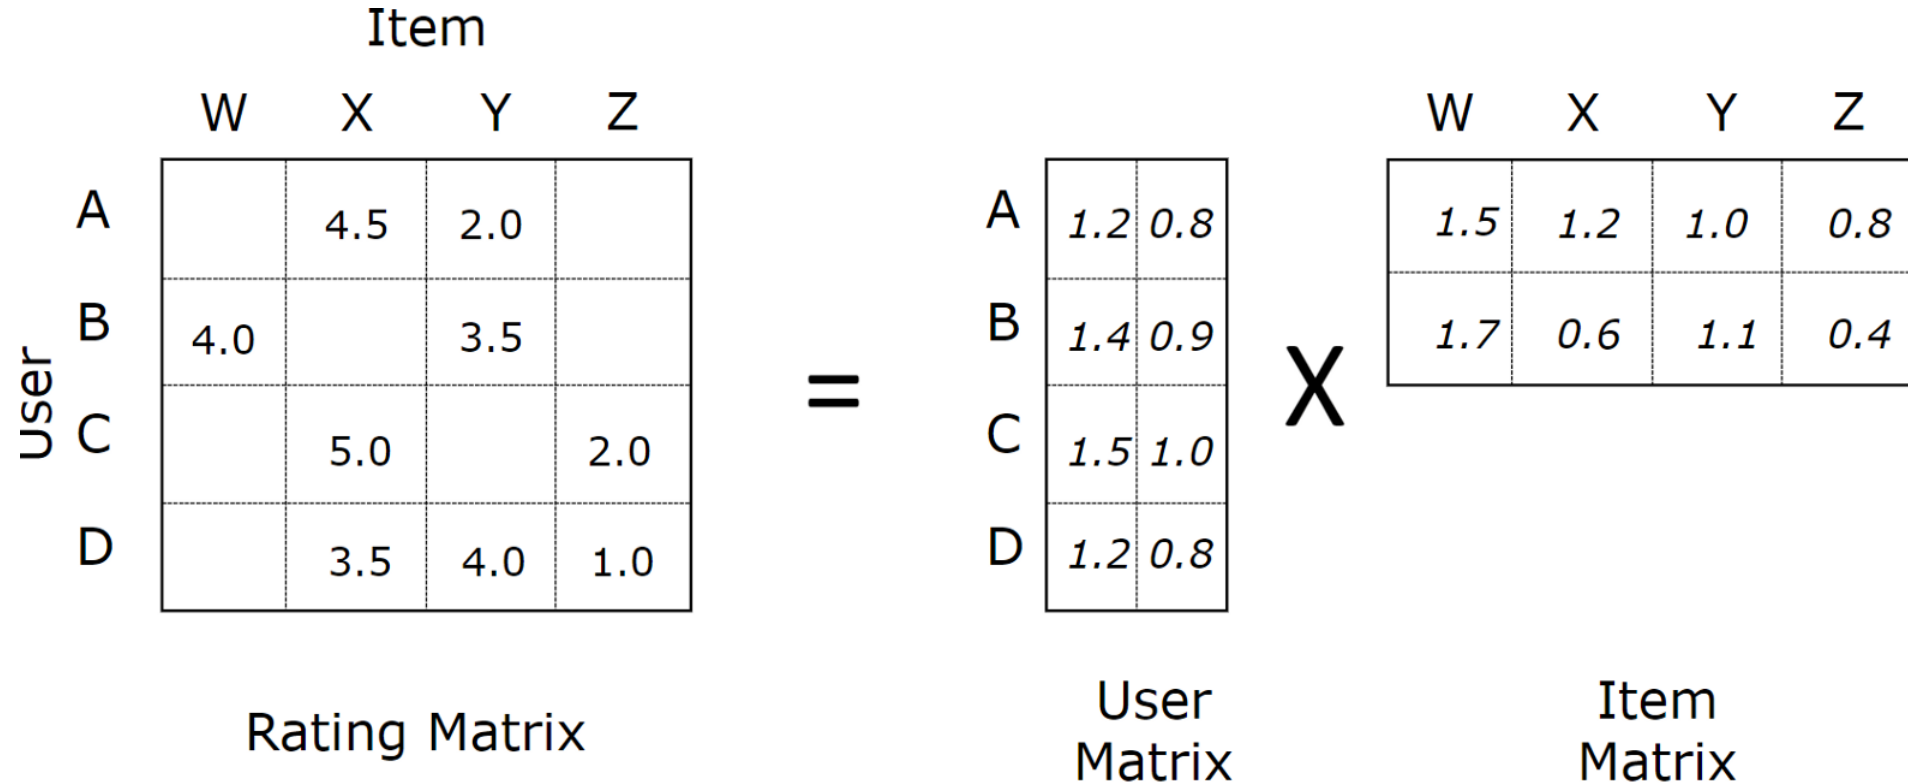 Item
W X Y Z
W X Y Z
A 4.5 2.0
A 1.2 0.8
1.5 1.2 1.0 0.8
B 4.0 3.5
B 1.4 0.9
1.7 0.6 1.1 0.4
User
=
X
C 5.0 2.0
C 1.5 1.0
D 3.5 4.0 1.0
D 1.2 0.8
Rating Matrix
User
Matrix
Item
Matrix